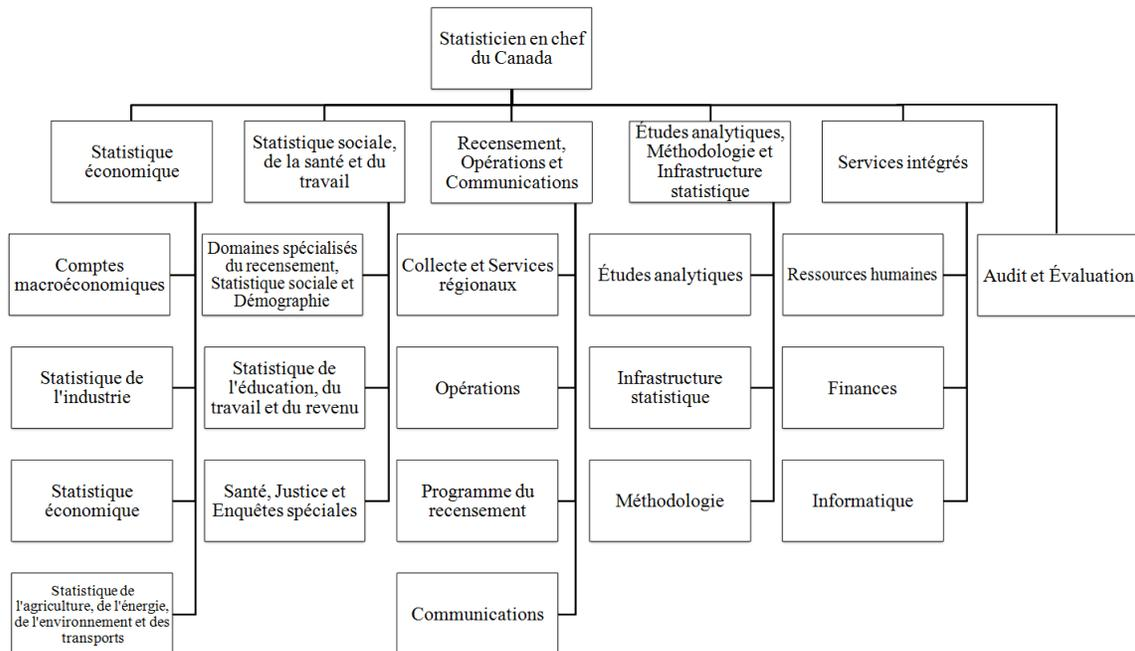 Statisticien en chef
du Canada
Statistique
économique
Statistique sociale,
de la santé et du
travail
Recensement,
Opérations et
Communications
Études analytiques,
Méthodologie et
Infrastructure
statistique
Services intégrés
Comptes
macroéconomiques
Domaines spécialisés
du recensement,
Statistique sociale et
Démographie
Collecte et Services
régionaux
Études analytiques
Ressources humaines
Audit et Évaluation
Statistique de
l'industrie
Statistique de
l'éducation, du
travail et du revenu
Opérations
Infrastructure
statistique
Finances
Statistique
économique
Santé, Justice et
Enquêtes spéciales
Programme du
recensement
Méthodologie
Informatique
Statistique de
l'agriculture, de l'énergie,
de l'environnement et des
transports
Communications